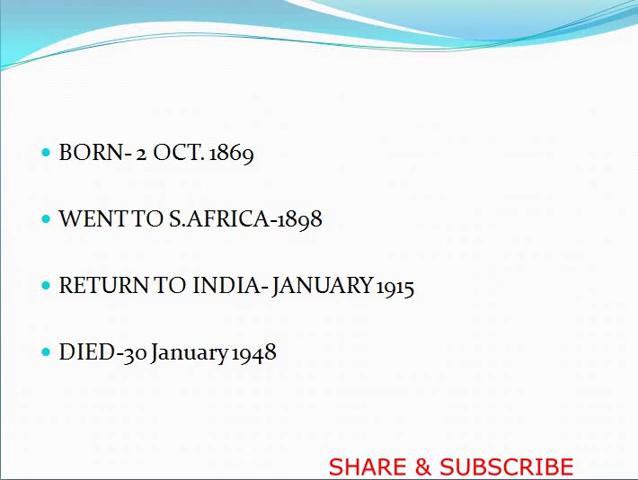 BORN- 2 OCT. 1869
WENT TO S.AFRICA-1898
RETURN TO INDIA- JANUARY 1915
DIED-30 January 1948
SHARE & SUBSCRIBE